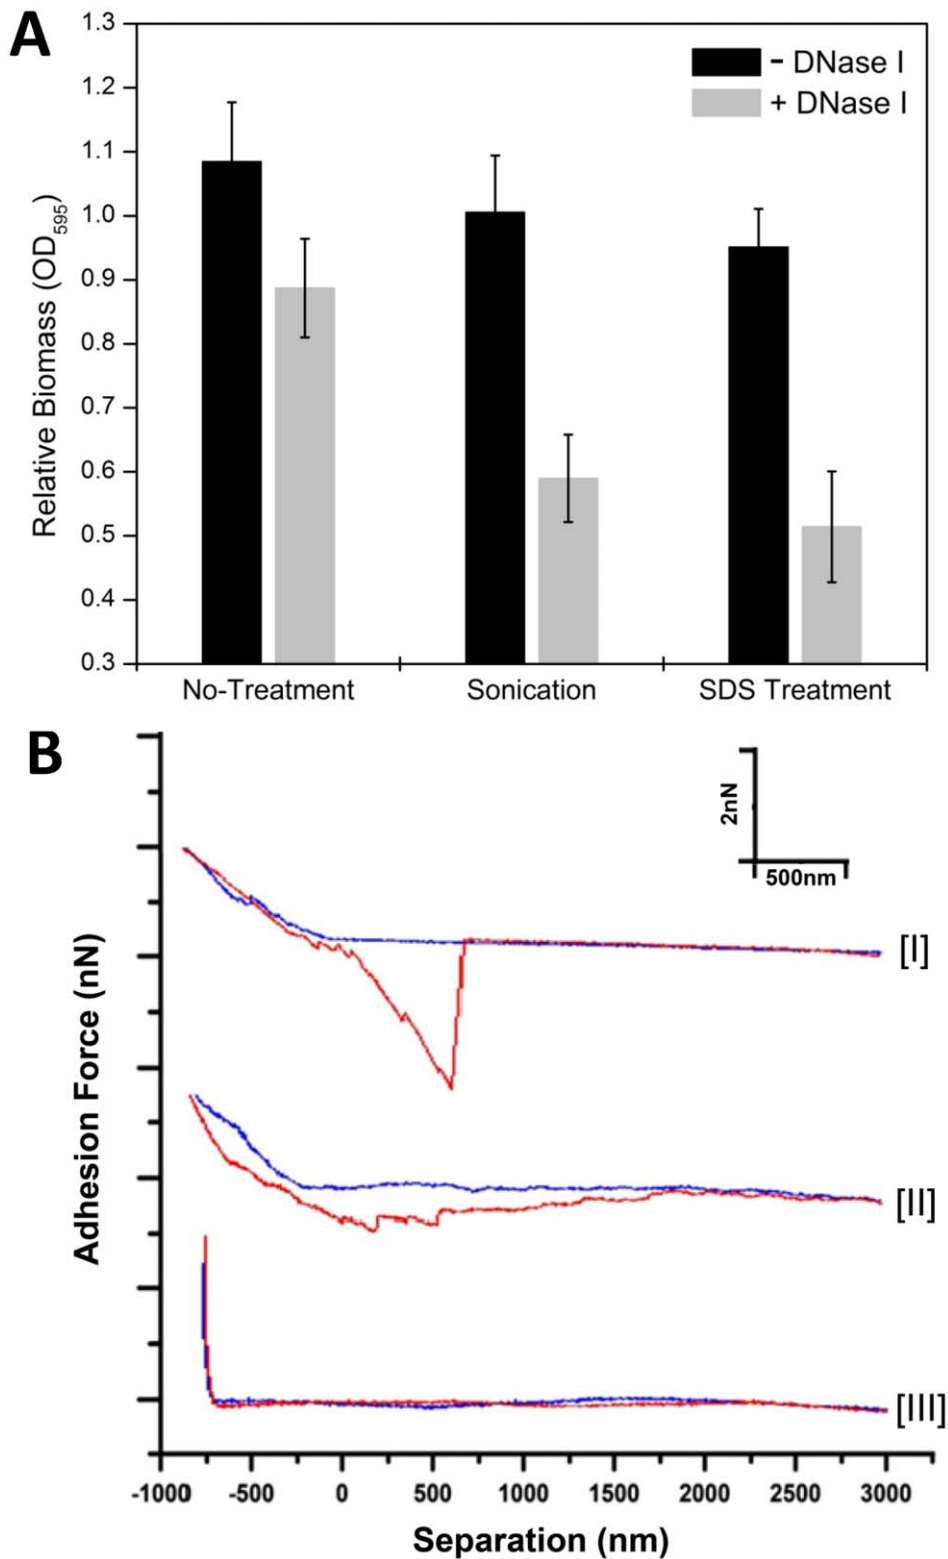 A
1.3
1.2
1.1
1.0
0.9
0.8
0.7
0.6
0.5
0.4
0.3
Relative Biomass (OD595)
- DNase I
+ DNase I
No-Treatment Sonication SDS Treatment
B
2nN
500nm
Adhesion Force (nN)
[I]
[II]
[III]
-1000 -500 0 500 1000 1500 2000 2500 3000
Separation (nm)